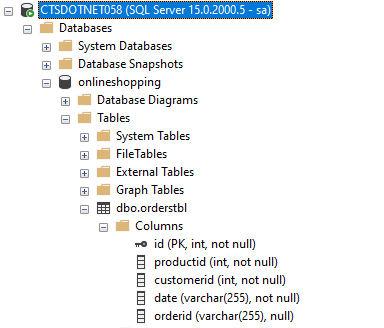 CTSDOTNET058 (SQL Server 15.0.2000.5 - sa)
Databases
System Databases
Database Snapshots
onlineshopping
Database Diagrams
Tables
System Tables
FileTables
External Tables
Graph Tables
dbo.orderstbl
Columns
id (PK, int, not null)
productid (int, not null)
customerid (int, not null)
date (varchar(255), not null)
orderid (varchar(255), null)